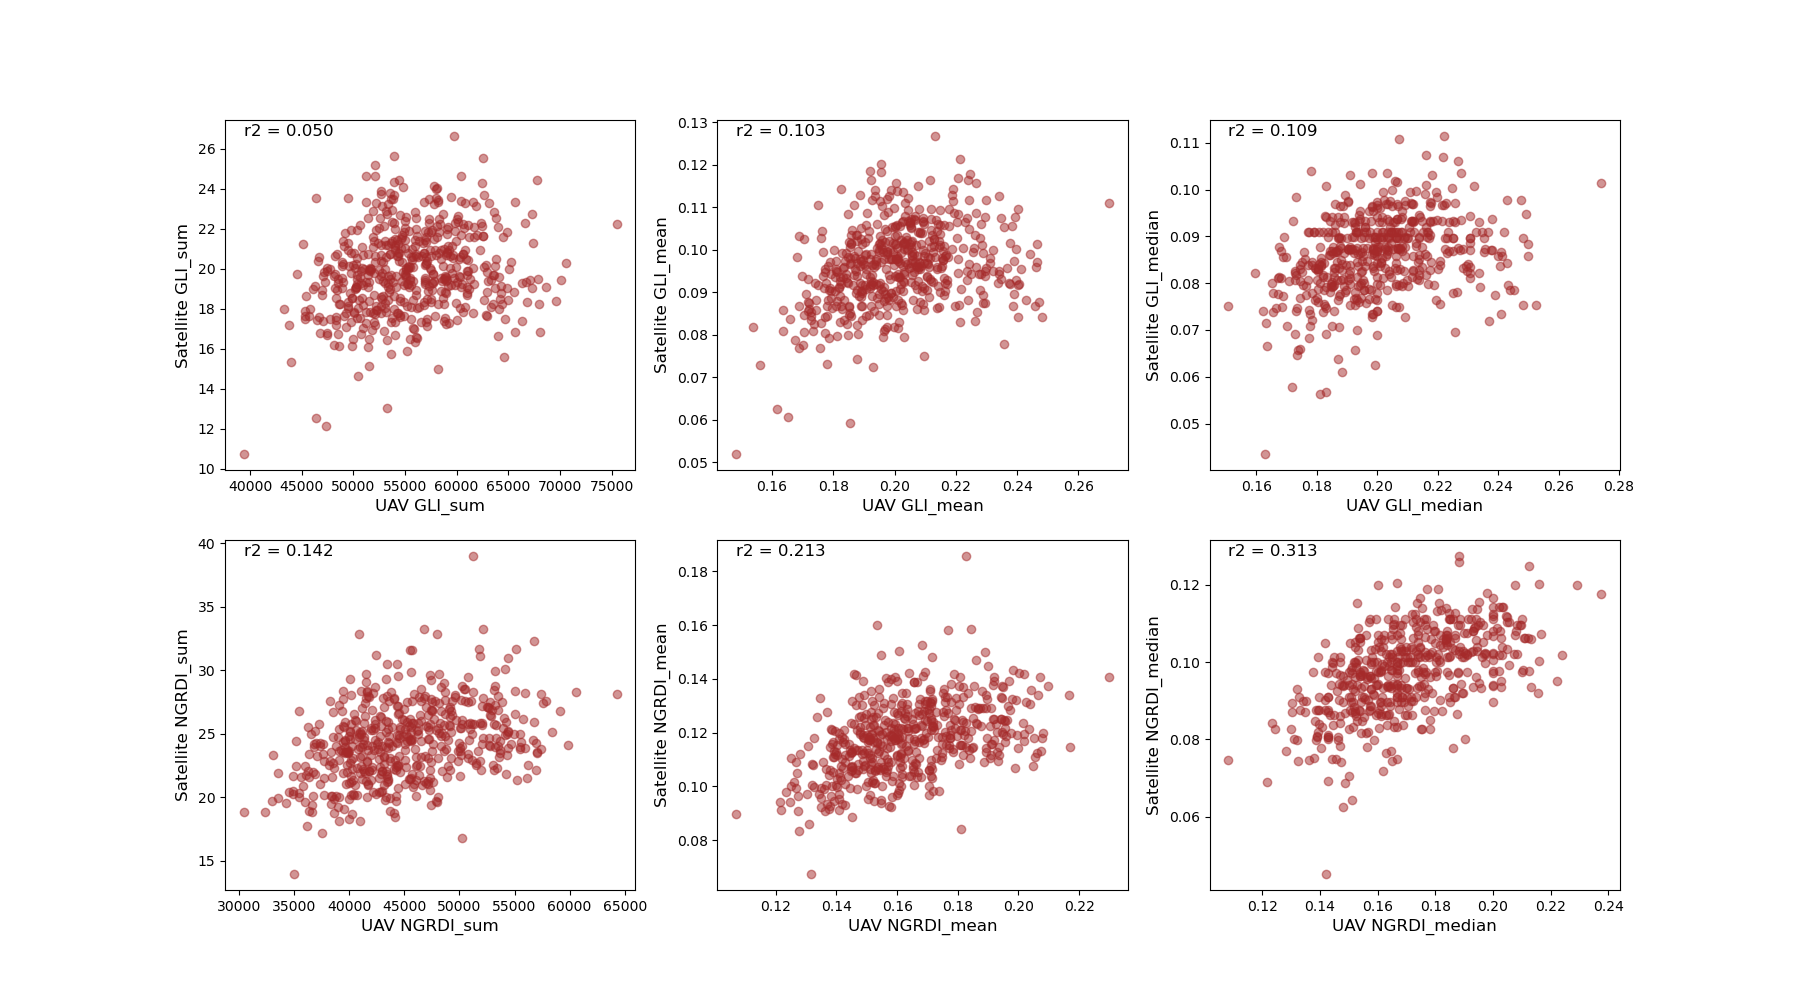 r2 = 0.050
26
24
22
20
18
16
14
12
10
Satellite GLI_sum
40000 45000 50000 55000 60000 65000 70000 75000
UAV GLI_sum
r2 = 0.103
0.13
0.12
0.11
0.10
0.09
0.08
0.07
0.06
0.05
Satellite GLI_mean
0.16 0.18 0.20 0.22 0.24 0.26
UAV GLI_mean
r2 = 0.109
0.11
0.10
0.09
0.08
0.07
0.06
0.05
Satellite GLI_median
0.16 0.18 0.20 0.22 0.24 0.26 0.28
UAV GLI_median
r2 = 0.142
40
35
30
25
20
15
Satellite NGRDI_sum
30000 35000 40000 45000 50000 55000 60000 65000
UAV NGRDI_sum
r2 = 0.213
0.18
0.16
0.14
0.12
0.10
0.08
Satellite NGRDI_mean
0.12 0.14 0.16 0.18 0.20 0.22
UAV NGRDI_mean
r2 = 0.313
0.12
0.10
0.08
0.06
Satellite NGRDI_median
0.12 0.14 0.16 0.18 0.20 0.22 0.24
UAV NGRDI_median